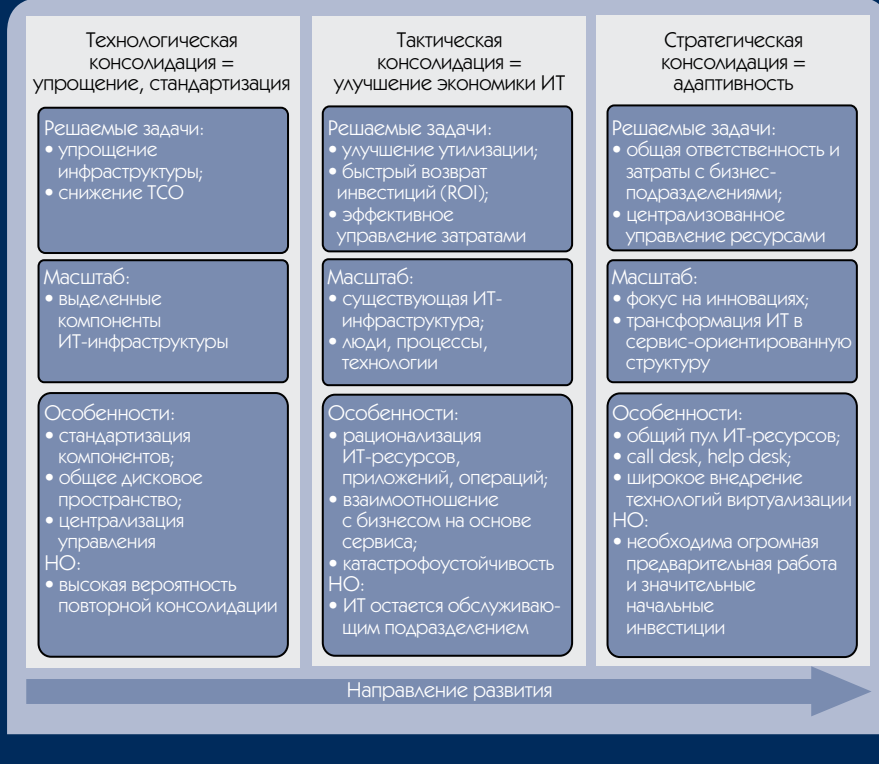 Технологическая
консолидация =
упрощение, стандартизация
Решаемые задачи:
• упрощение
инфраструктуры;
• снижение TCO
Масштаб:
• выделенные
компоненты
ИТ-инфраструктуры
Особенности:
• стандартизация
компонентов;
• общее дисковое
пространство;
• централизация
управления
НО:
• высокая вероятность
повторной консолидации
Тактическая
консолидация =
улучшение экономики ИТ
Решаемые задачи:
• улучшение утилизации;
• быстрый возврат
инвестиций (ROI);
• эффективное
управление затратами
Масштаб:
• существующая ИТ-
инфраструктура;
• люди, процессы,
технологии
Особенности:
• рационализация
ИТ-ресурсов,
приложений, операций;
• взаимоотношение
с бизнесом на основе
сервиса;
• катастрофоустойчивость
НО:
• ИТ остается обслуживаю-
щим подразделением
Стратегическая
консолидация =
адаптивность
Решаемые задачи:
• общая ответственность и
затраты с бизнес-
подразделениями;
• централизованное
управление ресурсами
Масштаб:
• фокус на инновациях;
• трансформация ИТ в
сервис-ориентированную
структуру
Особенности:
• общий пул ИТ-ресурсов;
• call desk, help desk;
• широкое внедрение
технологий виртуализации
НО:
• необходима огромная
предварительная работа
и значительные
начальные
инвестиции
Направление развития